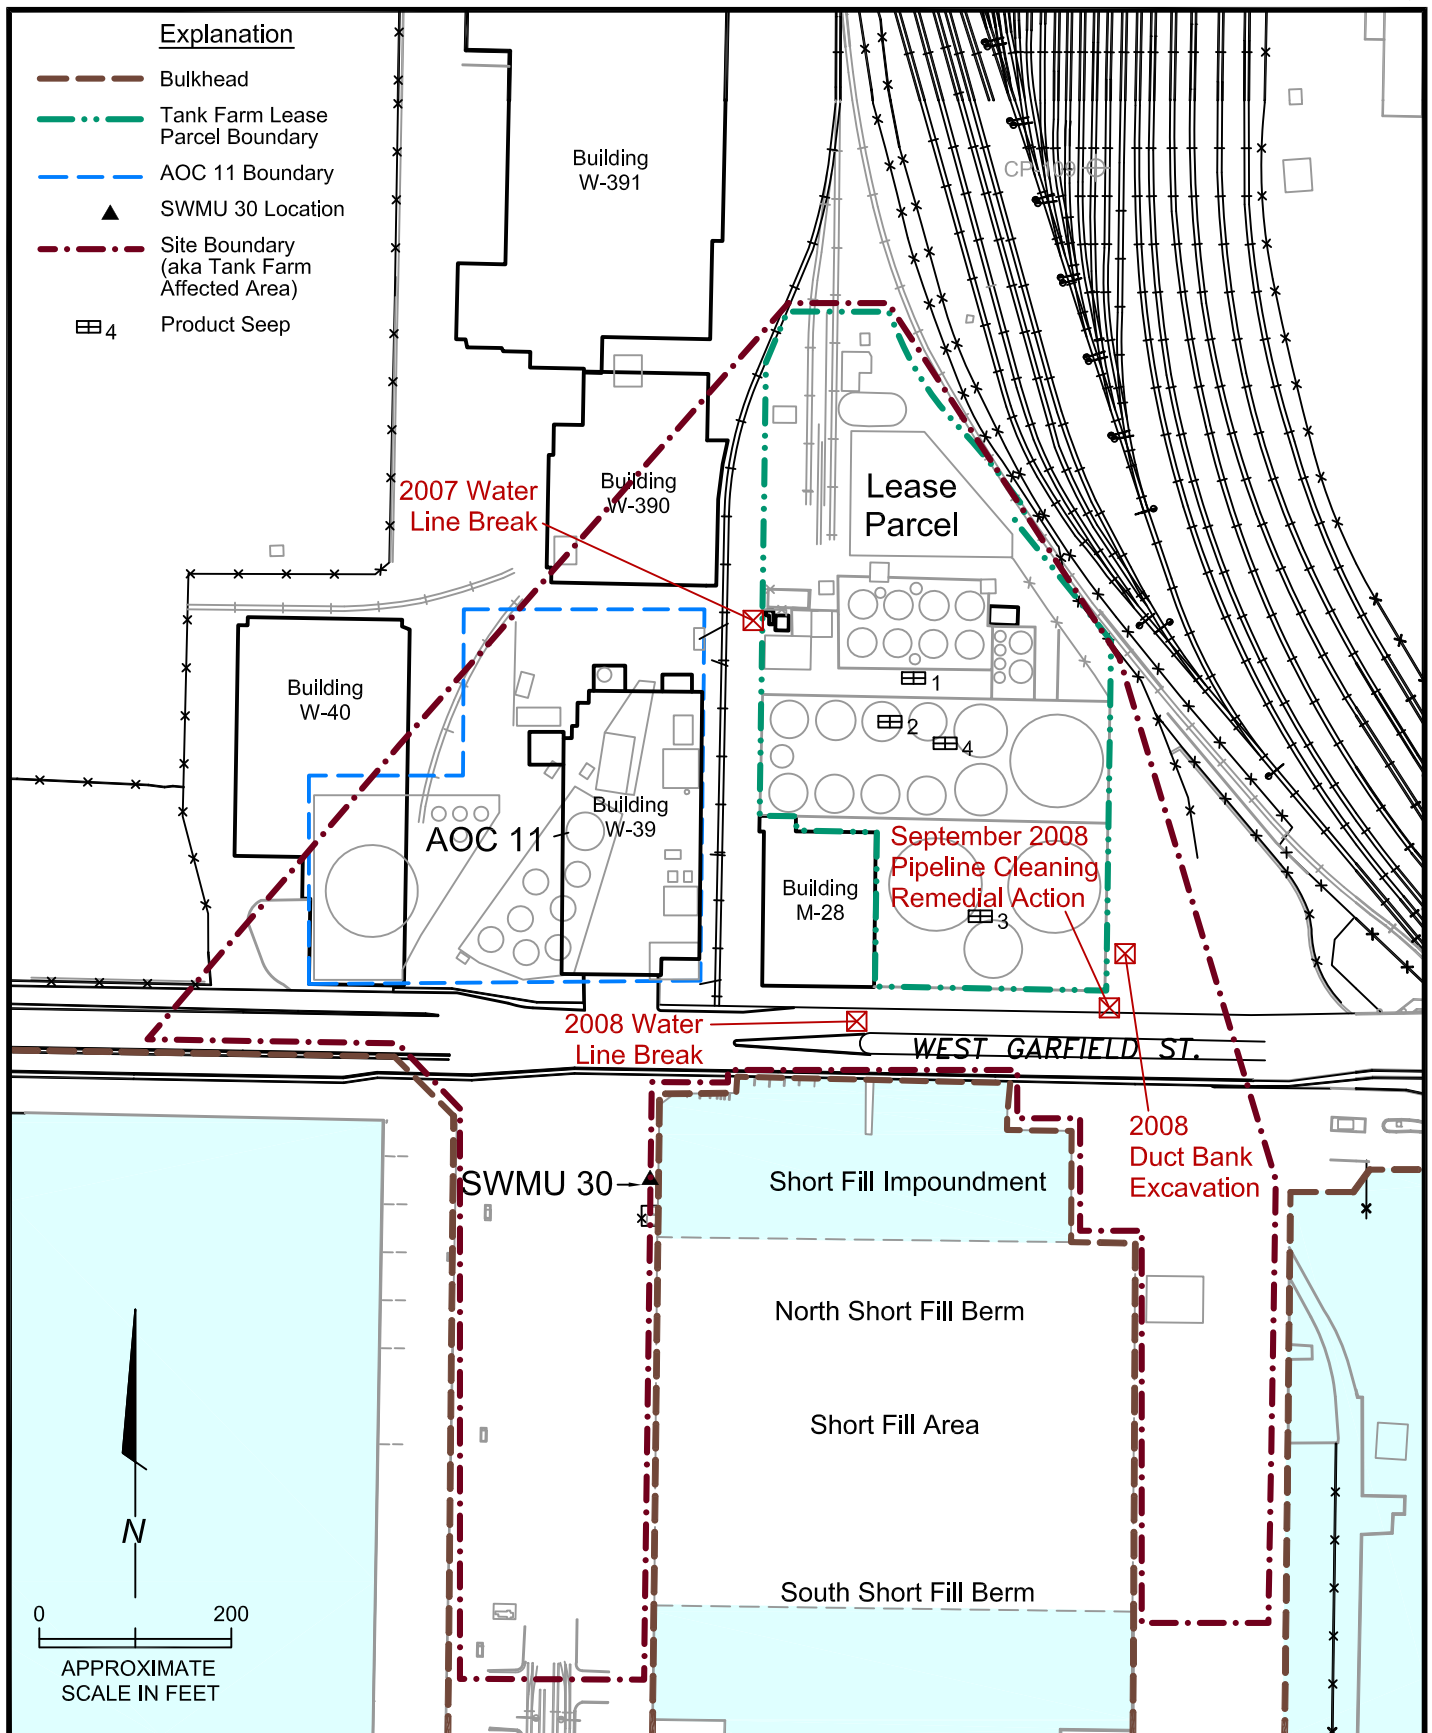 Explanation
Bulkhead
Tank Farm Lease
Parcel Boundary
AOC 11 Boundary
SWMU 30 Location
Site Boundary
(aka Tank Farm
Affected Area)
4
Product Seep
Building
W-391
CP-109
Building
W-390
2007 Water
Line Break
Lease
Parcel
Building
W-40
1
2
4
AOC 11
Building
W-39
September 2008
Pipeline Cleaning
Remedial Action
Building
M-28
3
2008 Water
Line Break
WEST GARFIELD ST.
2008
Duct Bank
Excavation
SWMU 30
Short Fill Impoundment
North Short Fill Berm
Short Fill Area
South Short Fill Berm
N
0 200
APPROXIMATE
SCALE IN FEET